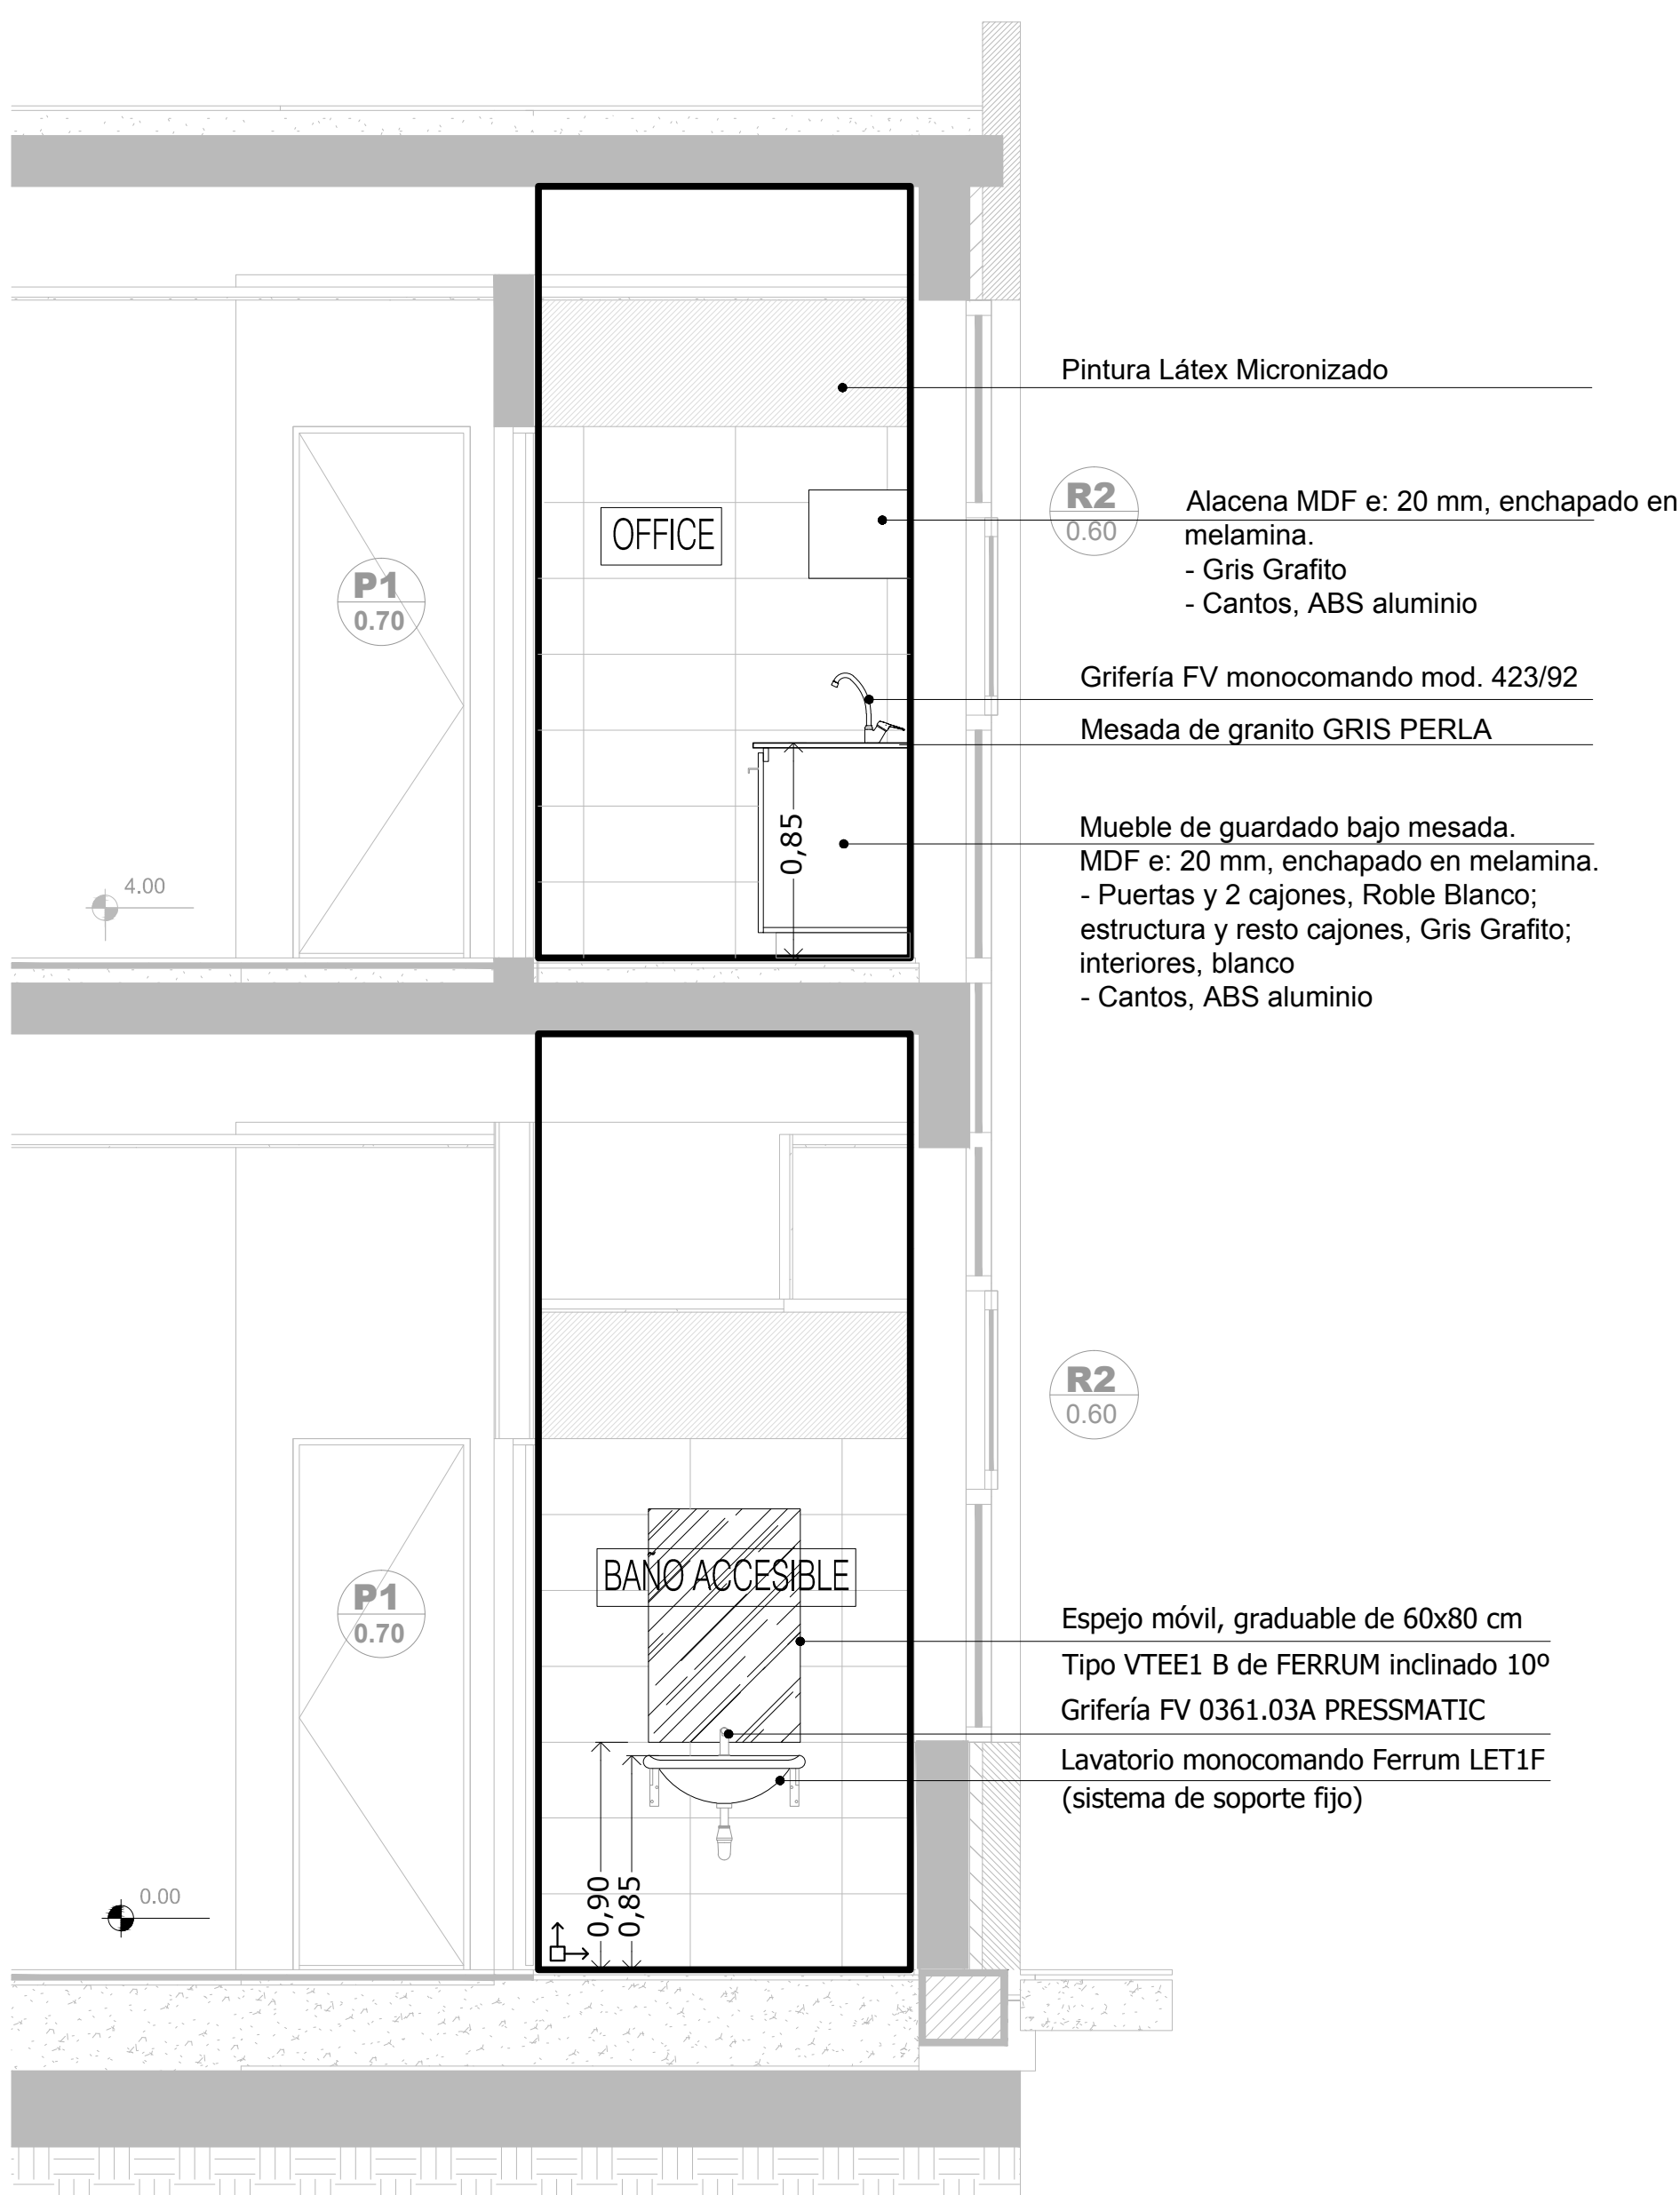 Pintura Látex Micronizado
R2
0.60
Alacena MDF e: 20 mm, enchapado en
melamina.
- Gris Grafito
- Cantos, ABS aluminio
OFFICE
P1
0.70
Grifería FV monocomando mod. 423/92
Mesada de granito GRIS PERLA
0,85
Mueble de guardado bajo mesada.
MDF e: 20 mm, enchapado en melamina.
- Puertas y 2 cajones, Roble Blanco;
estructura y resto cajones, Gris Grafito;
interiores, blanco
- Cantos, ABS aluminio
4.00
R2
0.60
BAÑO ACCESIBLE
P1
0.70
Espejo móvil, graduable de 60x80 cm
Tipo VTEE1 B de FERRUM inclinado 10º
Grifería FV 0361.03A PRESSMATIC
Lavatorio monocomando Ferrum LET1F
(sistema de soporte fijo)
0,90
0,85
0.00